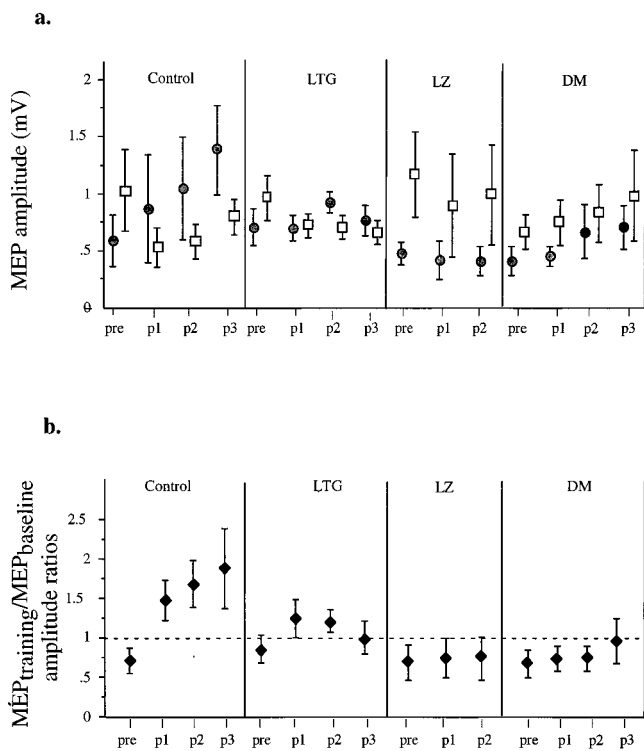 a.
Control LTG LZ DM
MEP amplitude (mV)
2
1.5
1
.5
0
pre p1 p2 p3 pre p1 p2 p3 pre p1 p2 pre p1 p2 p3
b.
Control LTG LZ DM
MEPtraining/MEPbaseline
amplitude ratios
2.5
2
1.5
1
.5
0
pre p1 p2 p3 pre p1 p2 p3 pre p1 p2 pre p1 p2 p3